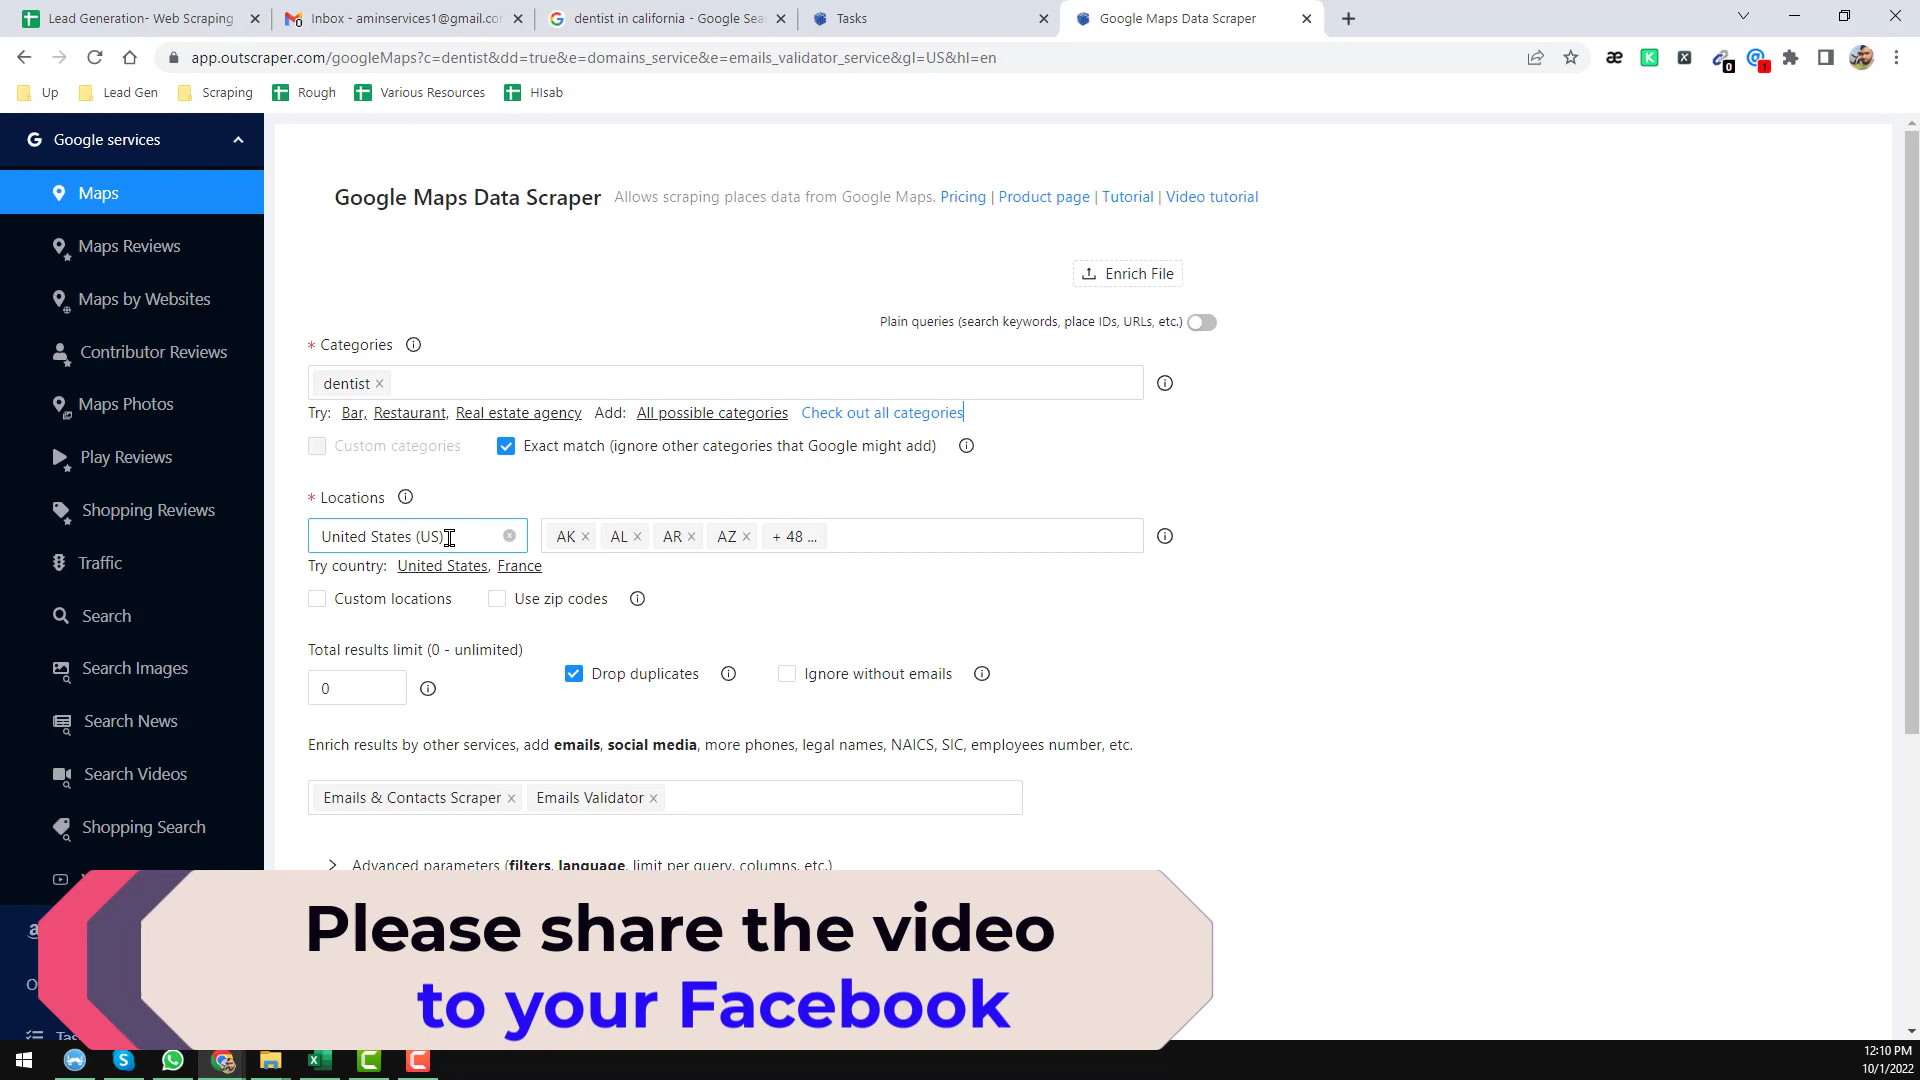 Lead Generation- Web Scraping
Inbox - aminservices1@gmail.co
dentist in california - Google Sea
Tasks
Google Maps Data Scraper
app.outscraper.com/googleMaps?c=dentist&dd=true&e=domains_service&e=emails_validator_service&gl=US&hl=en
Up
Lead Gen
Scraping
Rough
Various Resources
HIsab
Google services
Maps
Maps Reviews
Maps by Websites
Contributor Reviews
Maps Photos
Play Reviews
Shopping Reviews
Traffic
Search
Search Images
Search News
Search Videos
Shopping Search
Google Maps Data Scraper Allows scraping places data from Google Maps. Pricing | Product page | Tutorial | Video tutorial
Enrich File
Plain queries (search keywords, place IDs, URLs, etc.)
* Categories
dentist
Try: Bar, Restaurant, Real estate agency Add: All possible categories Check out all categories
Custom categories Exact match (ignore other categories that Google might add)
* Locations
United States (US) AK AL AR AZ + 48 ...
Try country: United States, France
Custom locations Use zip codes
Total results limit (0 - unlimited)
0 Drop duplicates Ignore without emails
Enrich results by other services, add emails, social media, more phones, legal names, NAICS, SIC, employees number, etc.
Emails & Contacts Scraper Emails Validator
Advanced parameters (filters, language, limit per query, columns, etc.)
Please share the video
to your Facebook
12:10 PM
10/1/2022